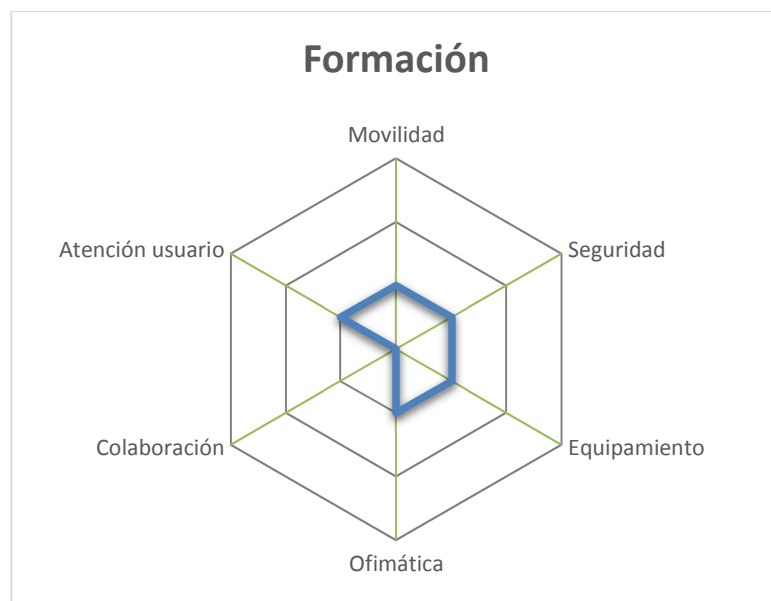 Formación
Movilidad
Atención usuario
Seguridad
Colaboración
Equipamiento
Ofimática